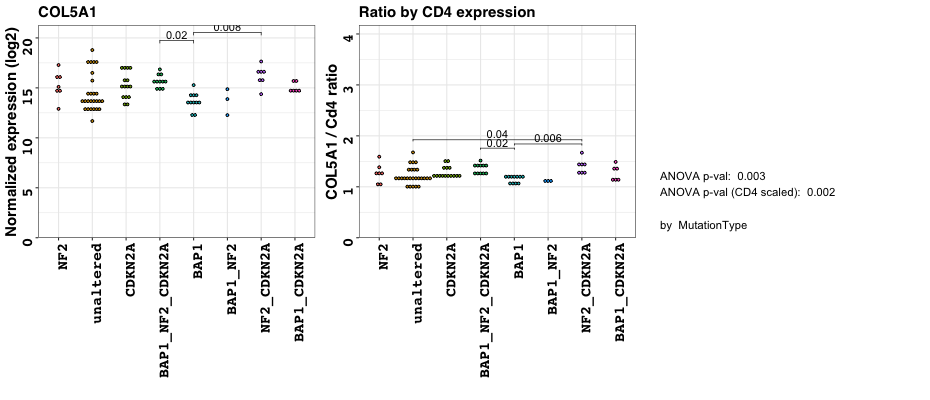 COL5A1
Ratio by CD4 expression
Normalized expression (log2)
0
5
10
15
20
0.02
0.008
NF2
unaltered
CDKN2A
BAP1_NF2_CDKN2A
BAP1
BAP1_NF2
NF2_CDKN2A
BAP1_CDKN2A
COL5A1 / Cd4 ratio
0
1
2
3
4
0.04
0.02
0.006
NF2
unaltered
CDKN2A
BAP1_NF2_CDKN2A
BAP1
BAP1_NF2
NF2_CDKN2A
BAP1_CDKN2A
ANOVA p-val: 0.003
ANOVA p-val (CD4 scaled): 0.002
by MutationType